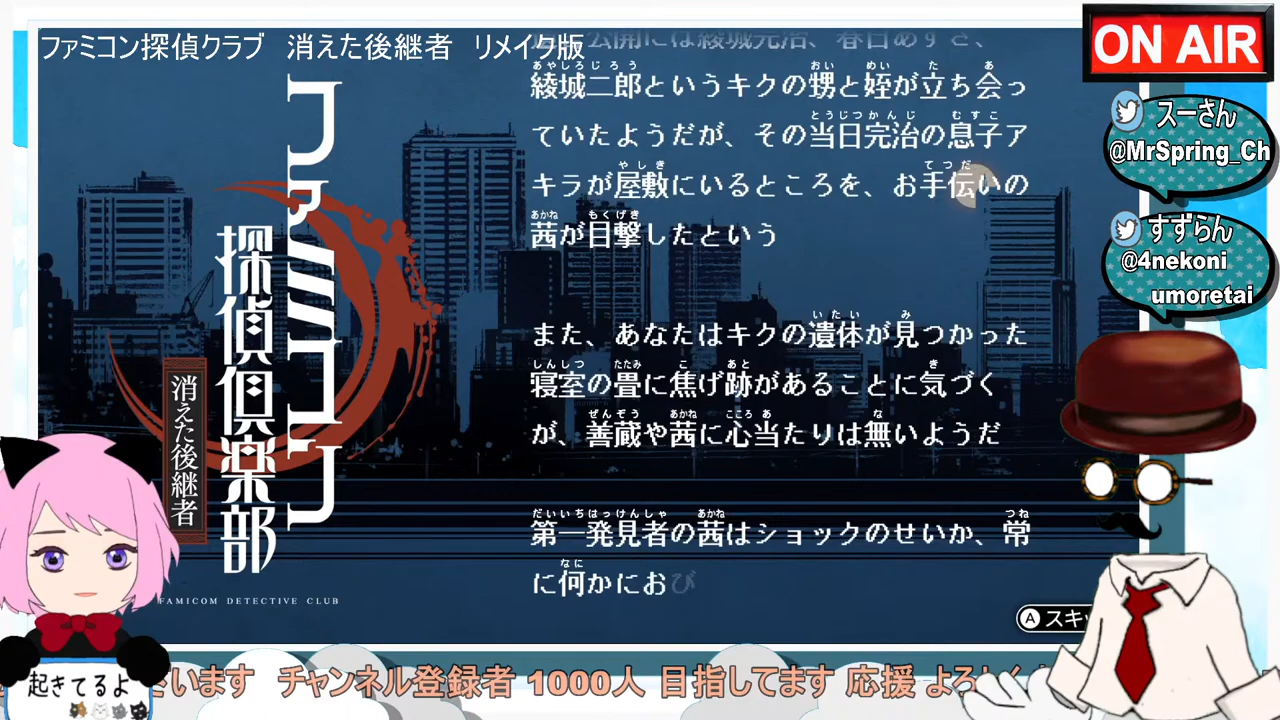 ファミコン探偵クラブ　消えた後継者　リメイク版
ON AIR
スーさん
@MrSpring_Ch
すずらん
@4nekoni
umoretai
綾城二郎というキクの甥と姪が立ち会っ
ていたようだが、その当日完治の息子ア
キラが屋敷にいるところを、お手伝いの
茜が目撃したという
また、あなたはキクの遺体が見つかった
寝室の畳に焦げ跡があることに気づく
が、善蔵や茜に心当たりは無いようだ
第一発見者の茜はショックのせいか、常
に何かにおび
ファミコン
探偵倶楽部
消えた後継者
FAMICOM DETECTIVE CLUB
A スキ
起きてるよ
ざいます　チャンネル登録者 1000人 目指してます 応援 よろしく